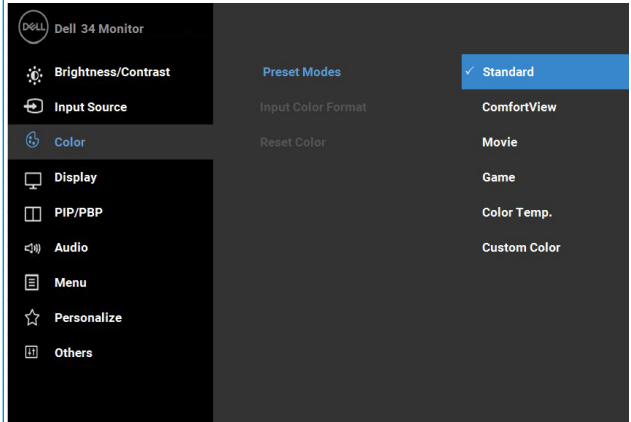 DELL Dell 34 Monitor
Brightness/Contrast
Input Source
Color
Display
PIP/PBP
Audio
Menu
Personalize
Others
Preset Modes
Input Color Format
Reset Color
Standard
ComfortView
Movie
Game
Color Temp.
Custom Color